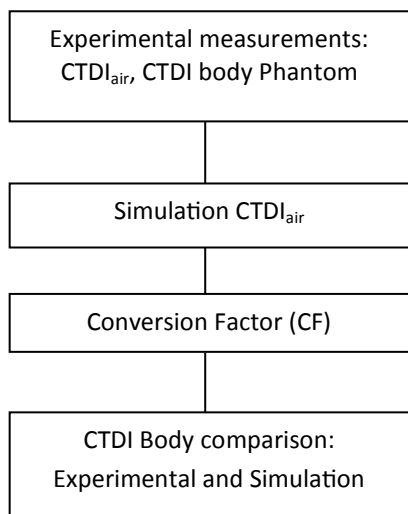 Experimental measurements:
CTDIair, CTDI body Phantom
Simulation CTDIair
Conversion Factor (CF)
CTDI Body comparison:
Experimental and Simulation